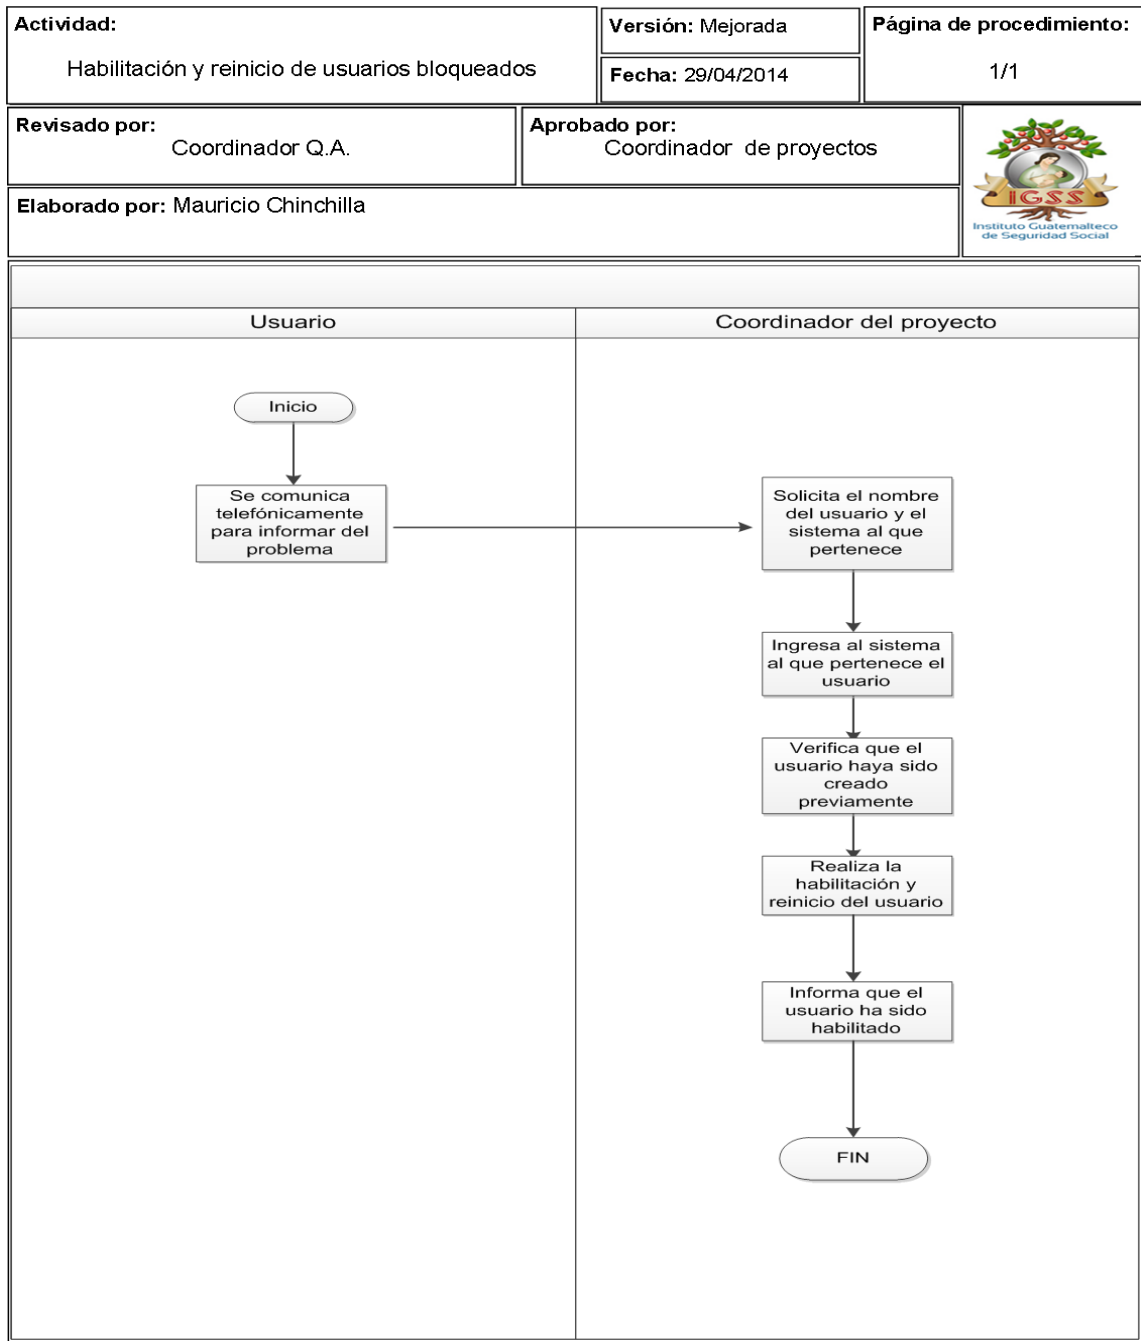 Actividad:
Habilitación y reinicio de usuarios bloqueados
Versión: Mejorada
Fecha: 29/04/2014
Página de procedimiento:
1/1
Revisado por:
Coordinador Q.A.
Aprobado por:
Coordinador de proyectos
Elaborado por: Mauricio Chinchilla
IGSS
Instituto Guatemalteco
de Seguridad Social
Usuario
Coordinador del proyecto
Inicio
Se comunica
telefónicamente
para informar del
problema
Solicita el nombre
del usuario y el
sistema al que
pertenece
Ingresa al sistema
al que pertenece el
usuario
Verifica que el
usuario haya sido
creado
previamente
Realiza la
habilitación y
reinicio del usuario
Informa que el
usuario ha sido
habilitado
FIN